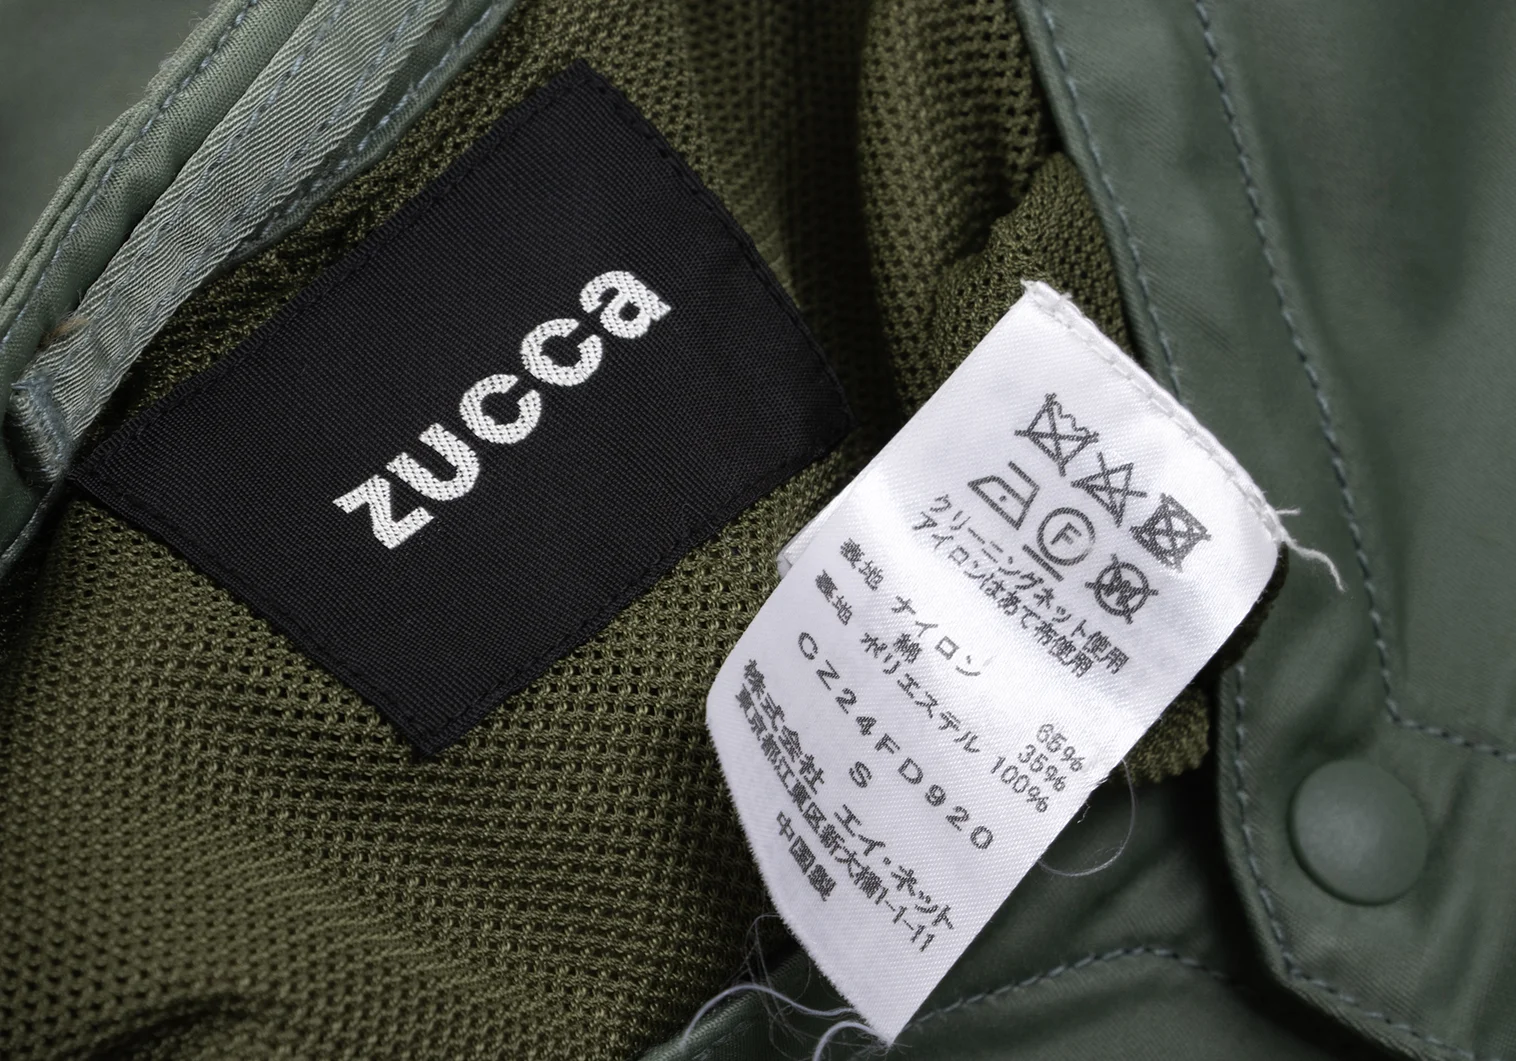 zucca
F
W
クリーニングネット使用
アイロンはあて布使用
表地 ナイロン 65%
綿 35%
裏地 ポリエステル 100%
CZ24FD920
S
株式会社 エイ・ネット
東京都江東区新大橋1-1-11
中国製